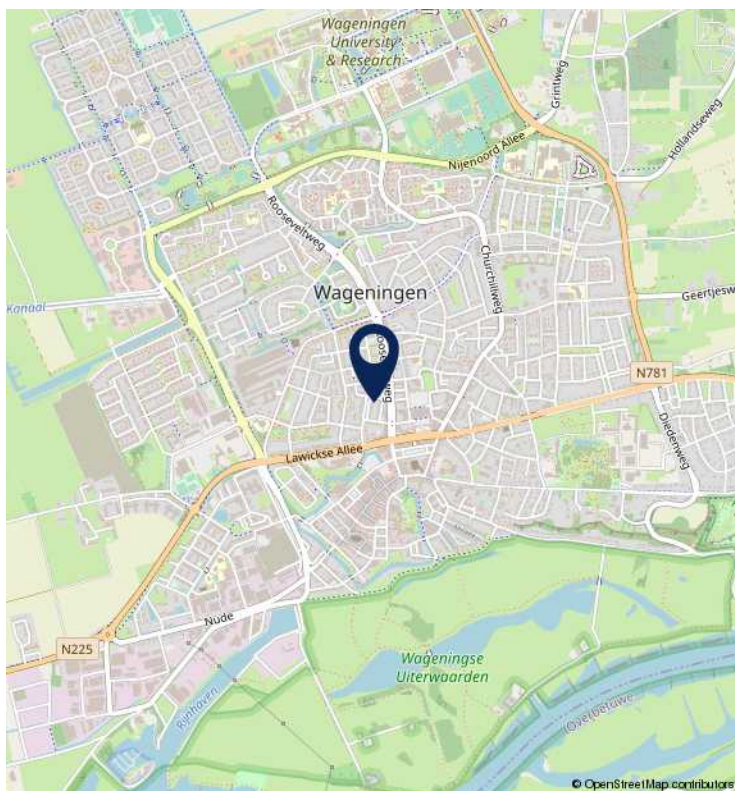 Wageningen
University
& Research
Grintweg
Hollandseweg
Nijenoord Allee
Rooseveltweg
Churchillweg
Kanaal
Wageningen
Geertjesw
N781
Lawickse Allee
Diedenweg
Nude
N225
Wageningse
Uiterwaarden
Rijnhaven
(Overbetuwe)
© OpenStreetMap contributors